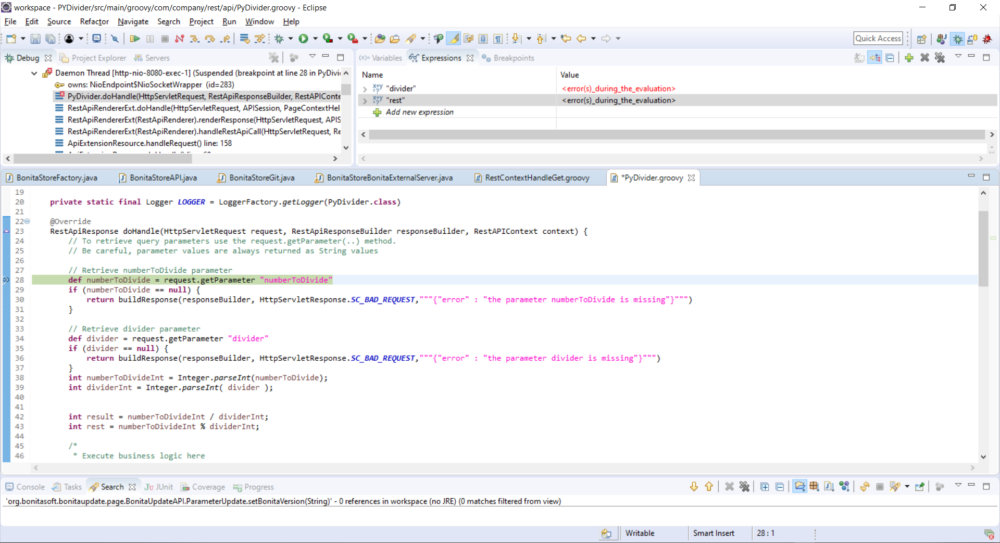 workspace - PYDivider/src/main/groovy/com/company/rest/api/PyDivider.groovy - Eclipse
File Edit Source Refactor Navigate Search Project Run Window Help
Quick Access
Debug Project Explorer Servers
Daemon Thread [http-nio-8080-exec-1] (Suspended (breakpoint at line 28 in PyDivi
owns: NioEndpoint$NioSocketWrapper (id=283)
PyDivider.doHandle(HttpServletRequest, RestApiResponseBuilder, RestAPIConte
RestApiRendererExt.doHandle(HttpServletRequest, APISession, PageContextHel
RestApiRendererExt(RestApiRenderer).renderResponse(HttpServletRequest, APIS
RestApiRendererExt(RestApiRenderer).handleRestApiCall(HttpServletRequest, Re
ApiExtensionResource.handleRequest() line: 158
(x)= Variables Expressions Breakpoints
Name Value
"divider" <error(s)_during_the_evaluation>
"rest" <error(s)_during_the_evaluation>
Add new expression
BonitaStoreFactory.java BonitaStoreAPI.java BonitaStoreGit.java BonitaStoreBonitaExternalServer.java RestContextHandleGet.groovy *PyDivider.groovy
19
20 private static final Logger LOGGER = LoggerFactory.getLogger(PyDivider.class)
21
22 @Override
23 RestApiResponse doHandle(HttpServletRequest request, RestApiResponseBuilder responseBuilder, RestAPIContext context) {
24 // To retrieve query parameters use the request.getParameter(..) method.
25 // Be careful, parameter values are always returned as String values
26
27 // Retrieve numberToDivide parameter
28 def numberToDivide = request.getParameter "numberToDivide"
29 if (numberToDivide == null) {
30 return buildResponse(responseBuilder, HttpServletResponse.SC_BAD_REQUEST,"""{"error" : "the parameter numberToDivide is missing"}""")
31 }
32
33 // Retrieve divider parameter
34 def divider = request.getParameter "divider"
35 if (divider == null) {
36 return buildResponse(responseBuilder, HttpServletResponse.SC_BAD_REQUEST,"""{"error" : "the parameter divider is missing"}""")
37 }
38 int numberToDivideInt = Integer.parseInt(numberToDivide);
39 int dividerInt = Integer.parseInt( divider );
40
41
42 int result = numberToDivideInt / dividerInt;
43 int rest = numberToDivideInt % dividerInt;
44
45 /*
46 * Execute business logic here
Console Tasks Search JUnit Coverage Progress
'org.bonitasoft.bonitaupdate.page.BonitaUpdateAPI.ParameterUpdate.setBonitaVersion(String)' - 0 references in workspace (no JRE) (0 matches filtered from view)
Writable Smart Insert 28 : 1